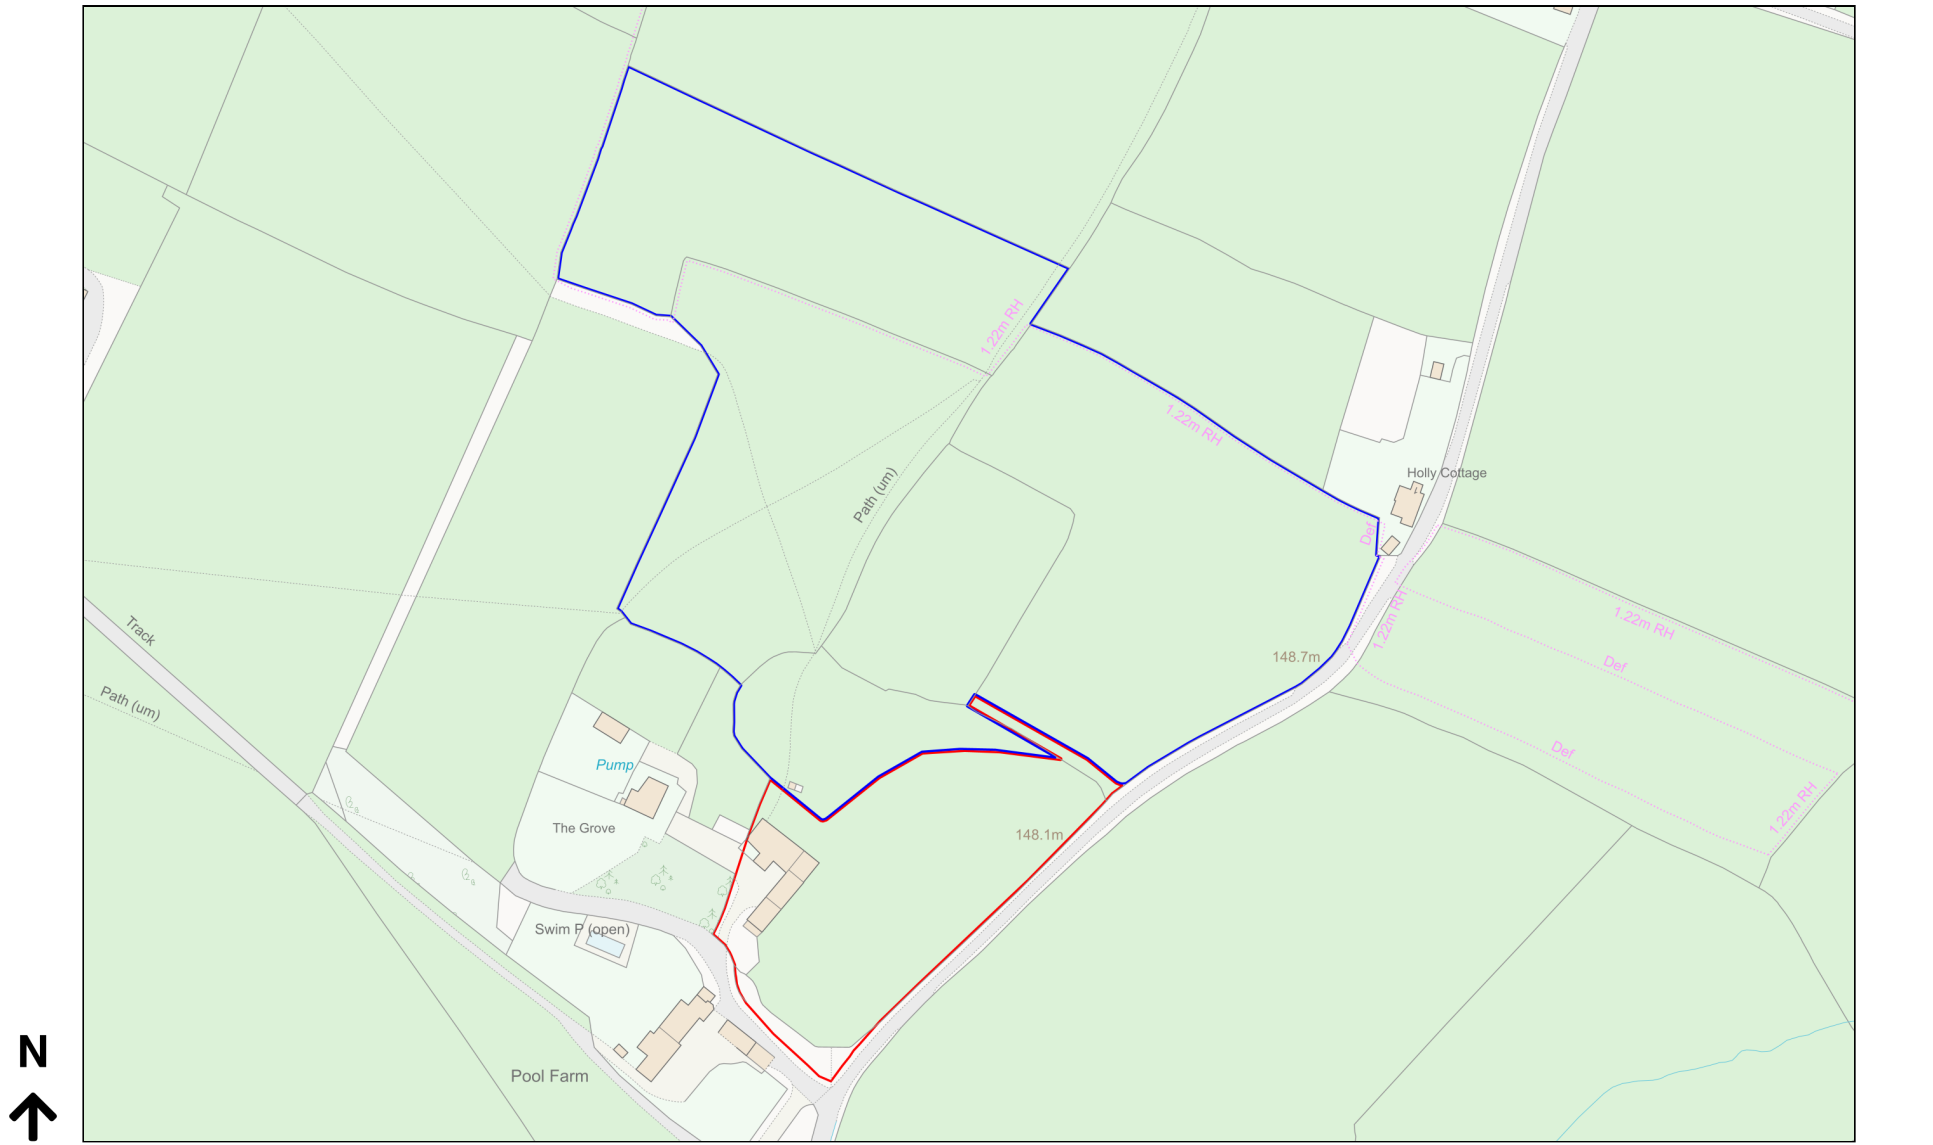 1.22m RH
1.22m RH
Holly Cottage
Path (um)
Def
1.22m RH
1.22m RH
Track
148.7m
Def
Path (um)
Def
Pump
1.22m RH
The Grove
148.1m
Swim P (open)
N
Pool Farm